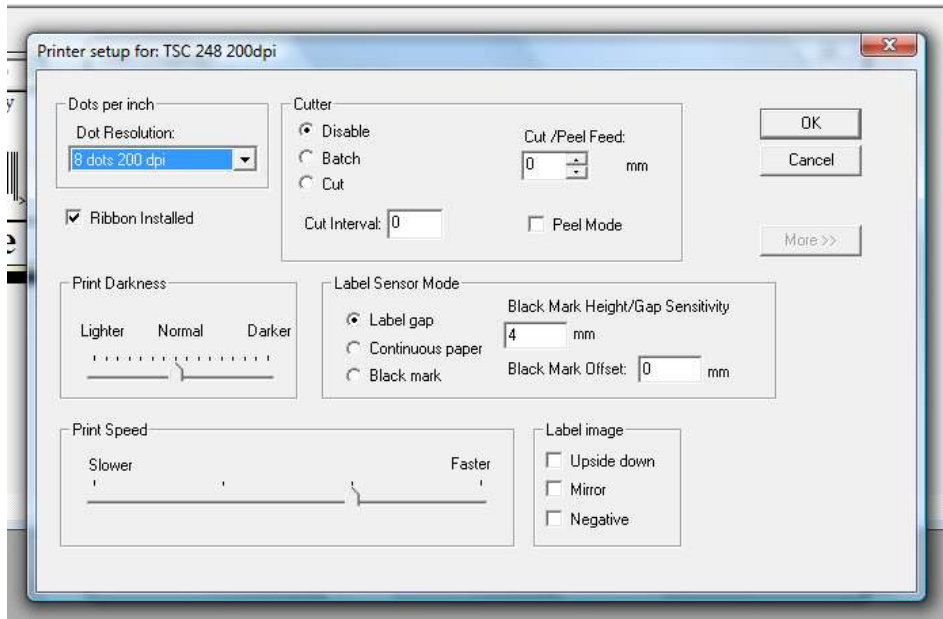 Printer setup for: TSC 248 200dpi
Dots per inch
Dot Resolution:
8 dots 200 dpi
Ribbon Installed
Cutter
Disable
Batch
Cut
Cut /Peel Feed:
0 mm
Cut Interval: 0
Peel Mode
OK
Cancel
More >>
Print Darkness
Lighter Normal Darker
Label Sensor Mode
Label gap
Continuous paper
Black mark
Black Mark Height/Gap Sensitivity
4 mm
Black Mark Offset: 0 mm
Print Speed
Slower Faster
Label image
Upside down
Mirror
Negative